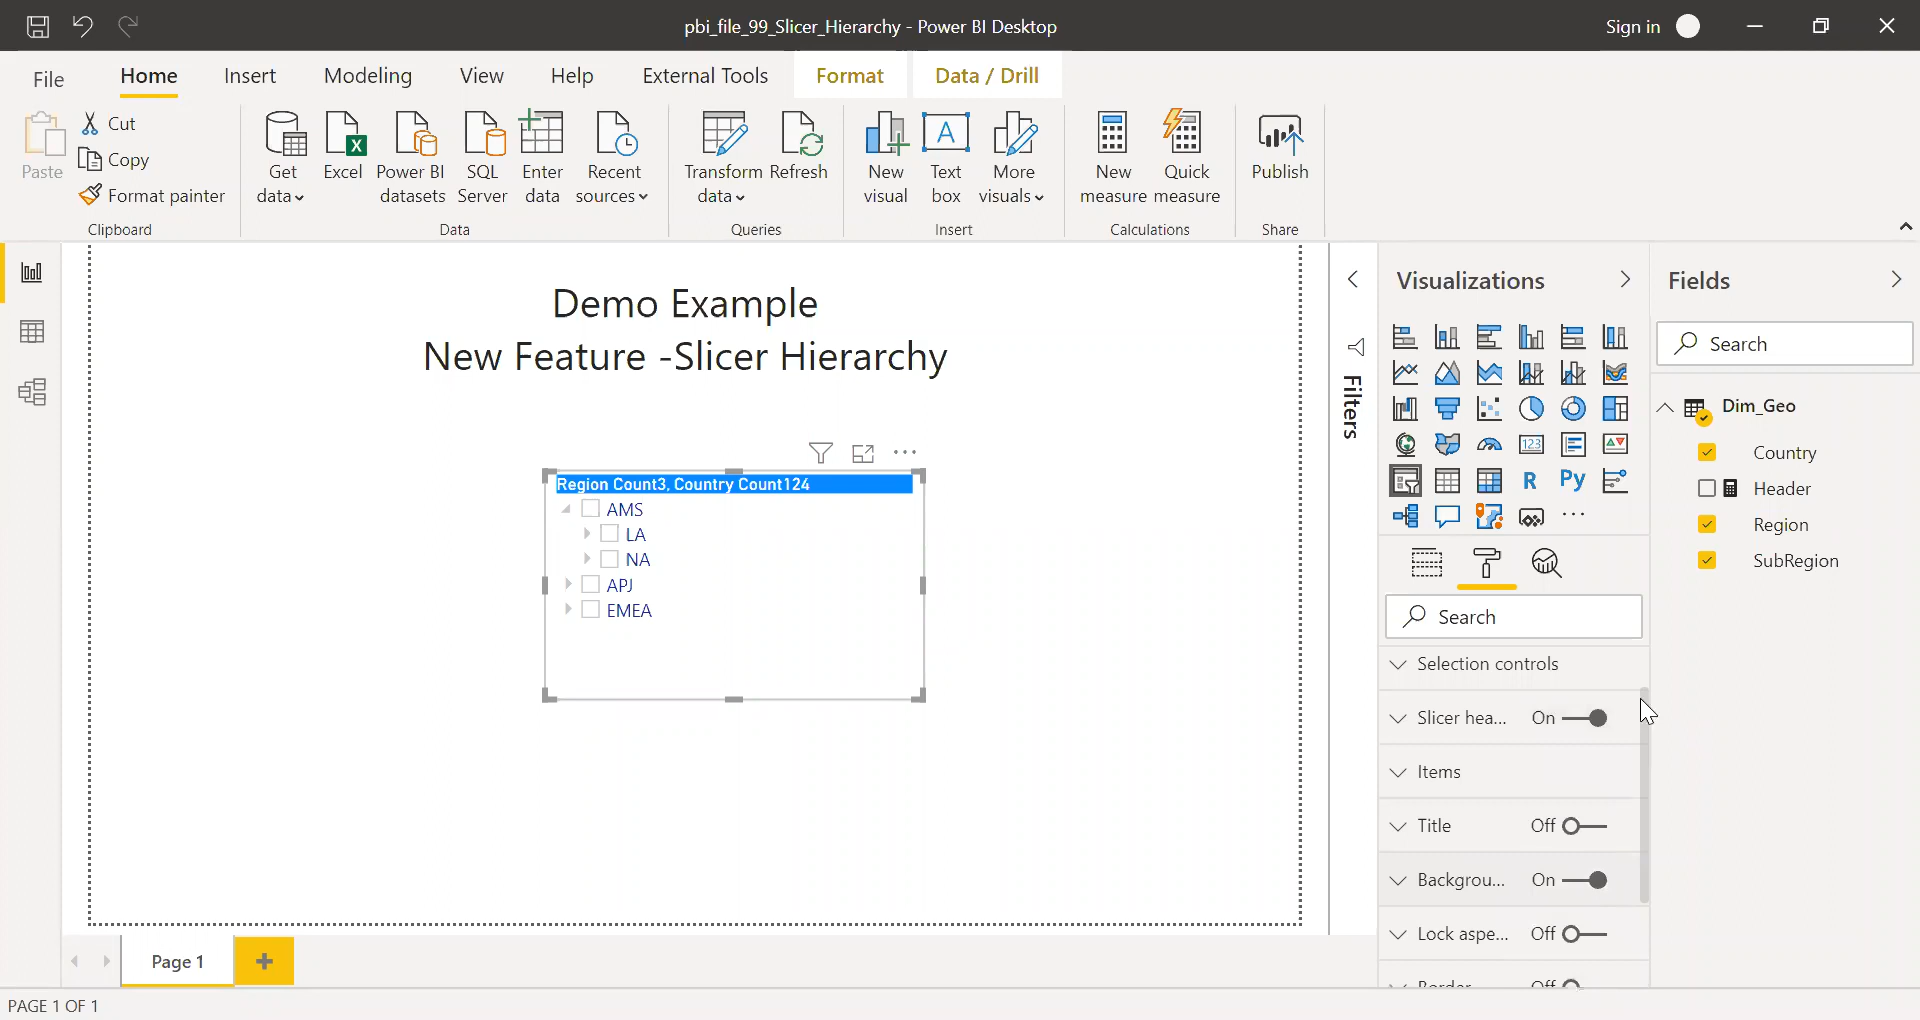 pbi_file_99_Slicer_Hierarchy - Power BI Desktop
Sign in
File Home Insert Modeling View Help External Tools Format Data / Drill
Paste
Cut
Copy
Format painter
Clipboard
Get data
Excel
Power BI datasets
SQL Server
Enter data
Recent sources
Data
Transform data
Refresh
Queries
New visual
Text box
More visuals
Insert
New measure
Quick measure
Calculations
Publish
Share
Demo Example
New Feature -Slicer Hierarchy
Region Count3, Country Count124
AMS
LA
NA
APJ
EMEA
Filters
Visualizations
123
R
Py
Search
Selection controls
Slicer hea... On
Items
Title Off
Backgrou... On
Lock aspe... Off
Border Off
Fields
Search
Dim_Geo
Country
Header
Region
SubRegion
Page 1
PAGE 1 OF 1